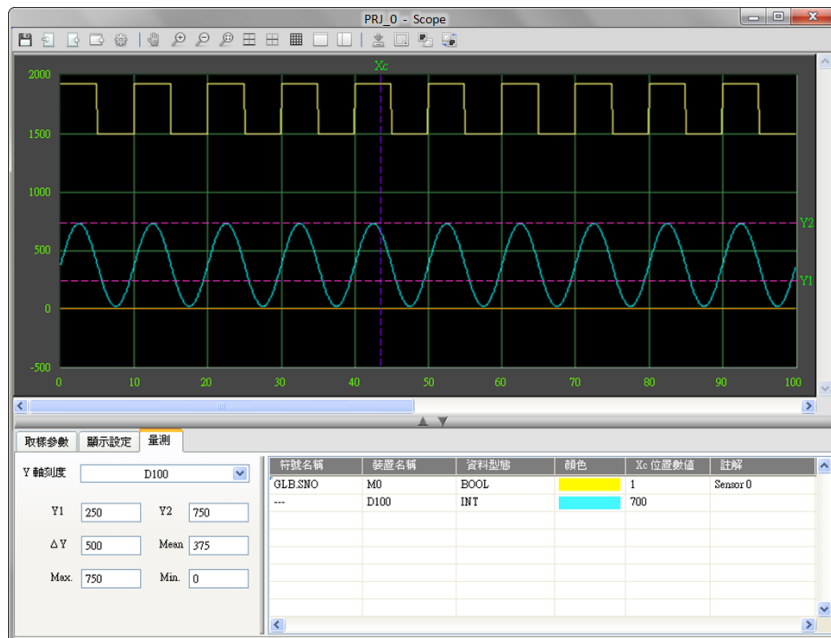 PRJ_0 - Scope
Xc
2000
1500
1000
Y2
500
Y1
0
-500
0 10 20 30 40 50 60 70 80 90 100
取樣參數 顯示設定 量測
Y 軸刻度 D100
Y1 250 Y2 750
ΔY 500 Mean 375
Max. 750 Min. 0
符號名稱 裝置名稱 資料型態 顏色 Xc 位置數值 註解
GLB.SNO M0 BOOL 1 Sensor 0
--- D100 INT 700